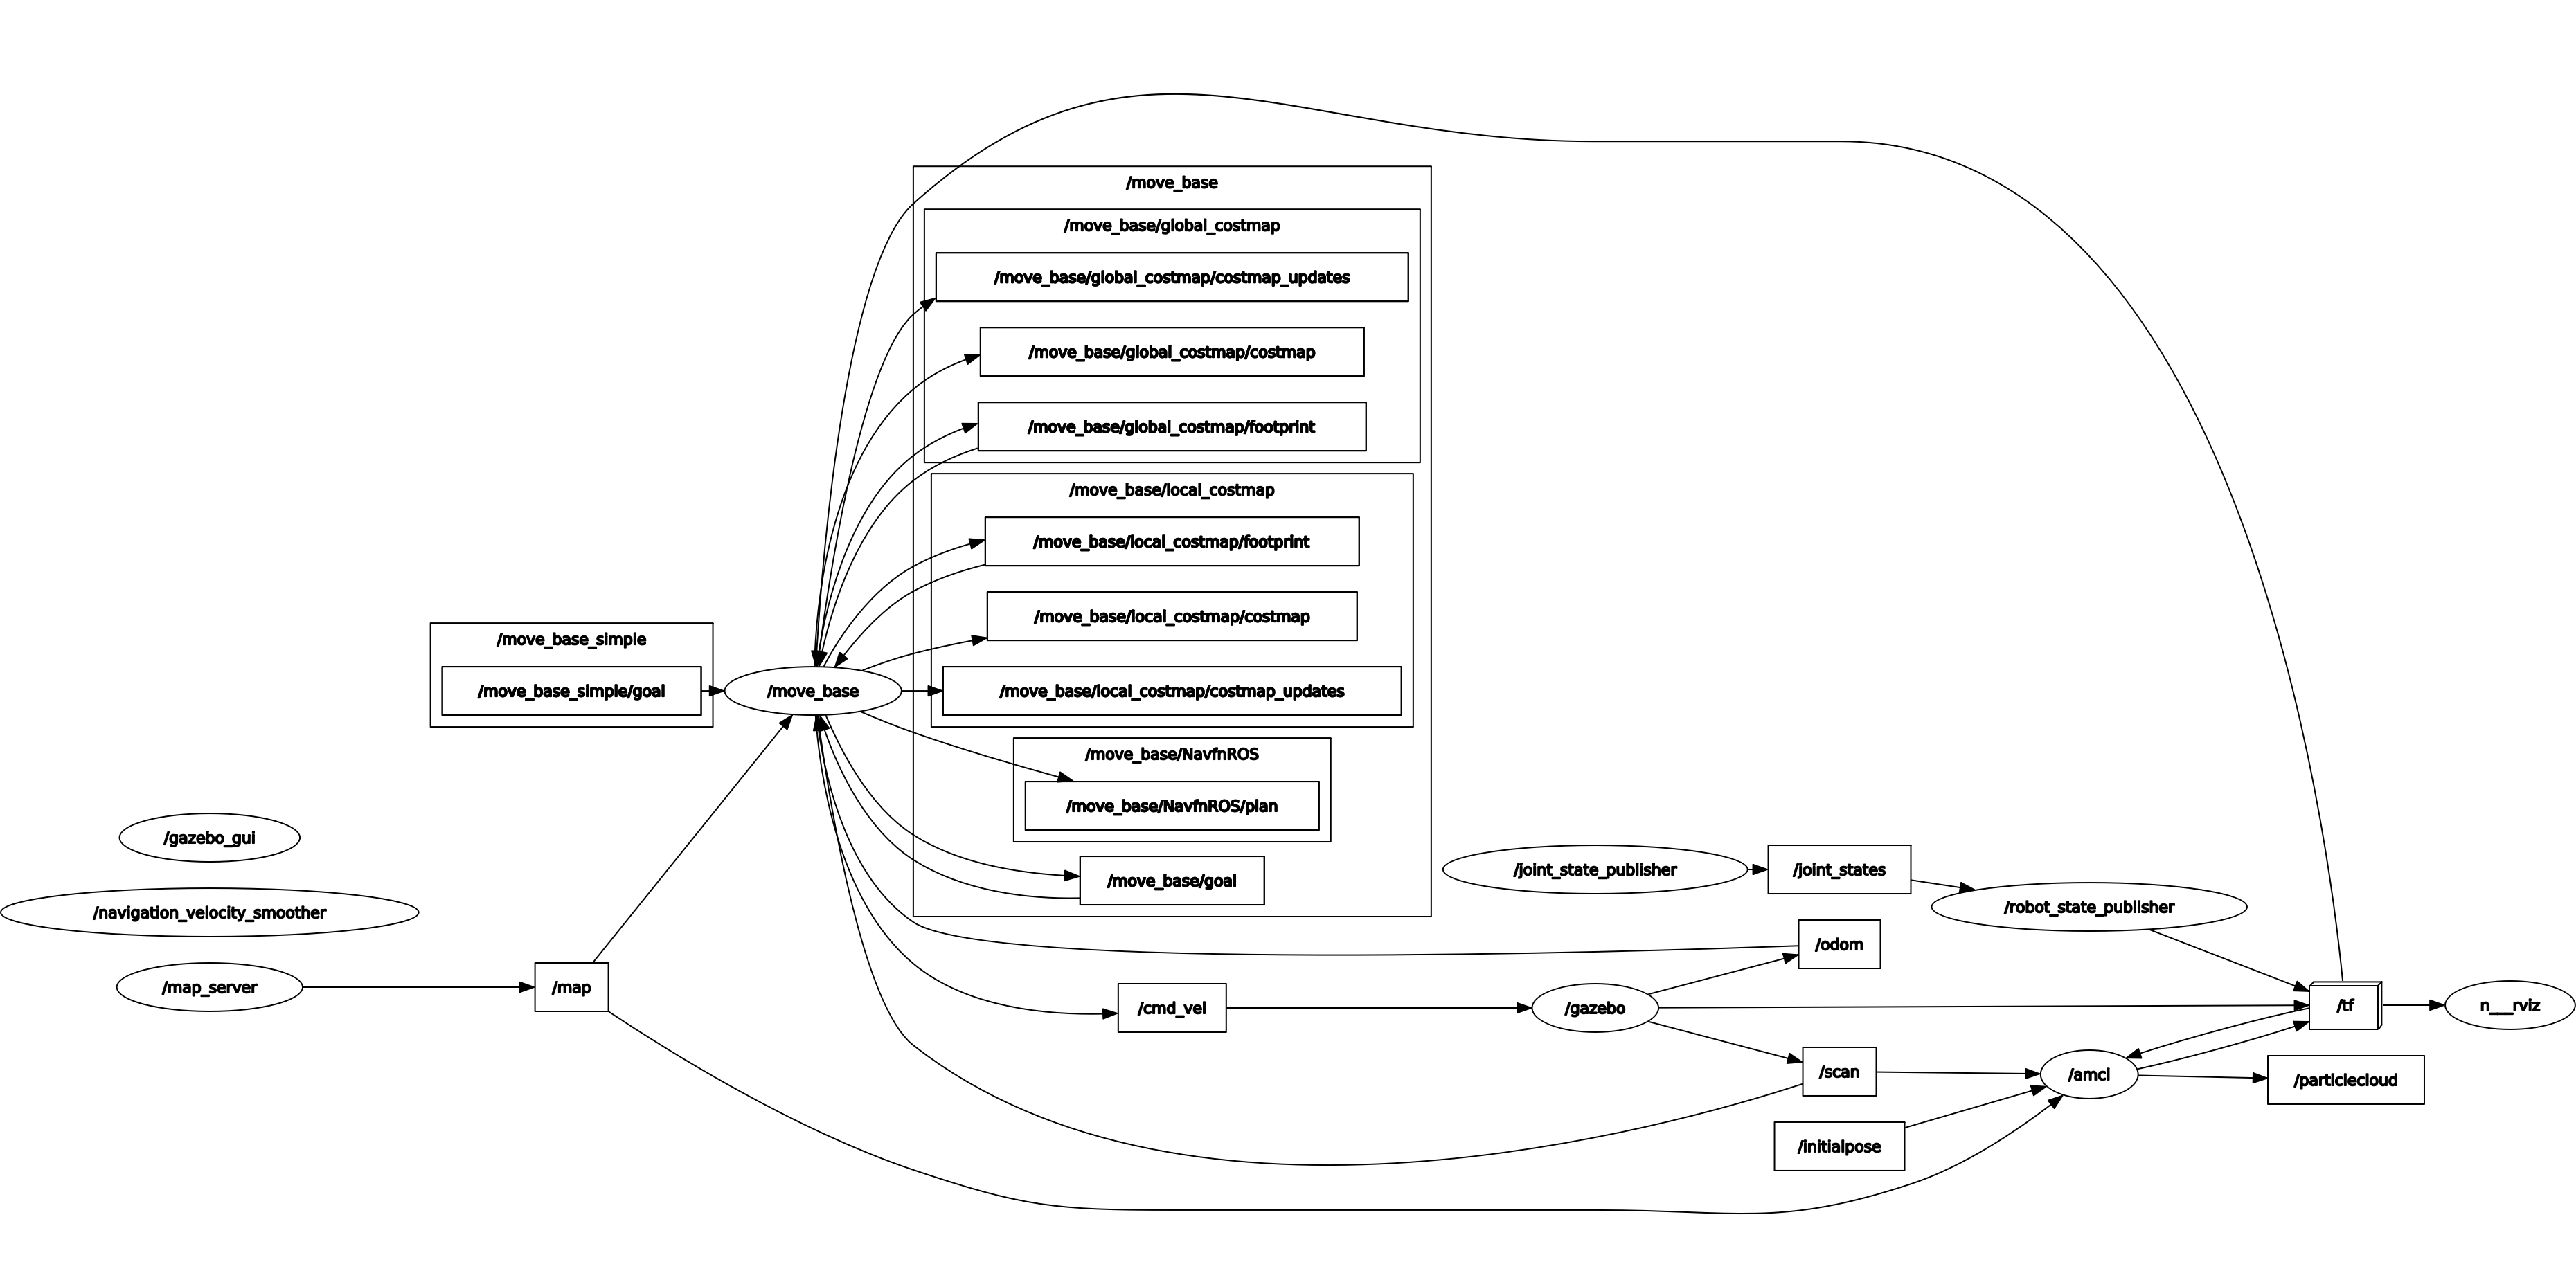 /move_base
/move_base/global_costmap
/move_base/global_costmap/costmap_updates
/move_base/global_costmap/costmap
/move_base/global_costmap/footprint
/move_base/local_costmap
/move_base/local_costmap/footprint
/move_base/local_costmap/costmap
/move_base_simple
/move_base_simple/goal
/move_base
/move_base/local_costmap/costmap_updates
/move_base/NavfnROS
/move_base/NavfnROS/plan
/gazebo_gui
/move_base/goal
/joint_state_publisher
/joint_states
/navigation_velocity_smoother
/robot_state_publisher
/odom
/map_server
/map
/cmd_vel
/gazebo
/tf
n___rviz
/scan
/amcl
/particlecloud
/initialpose